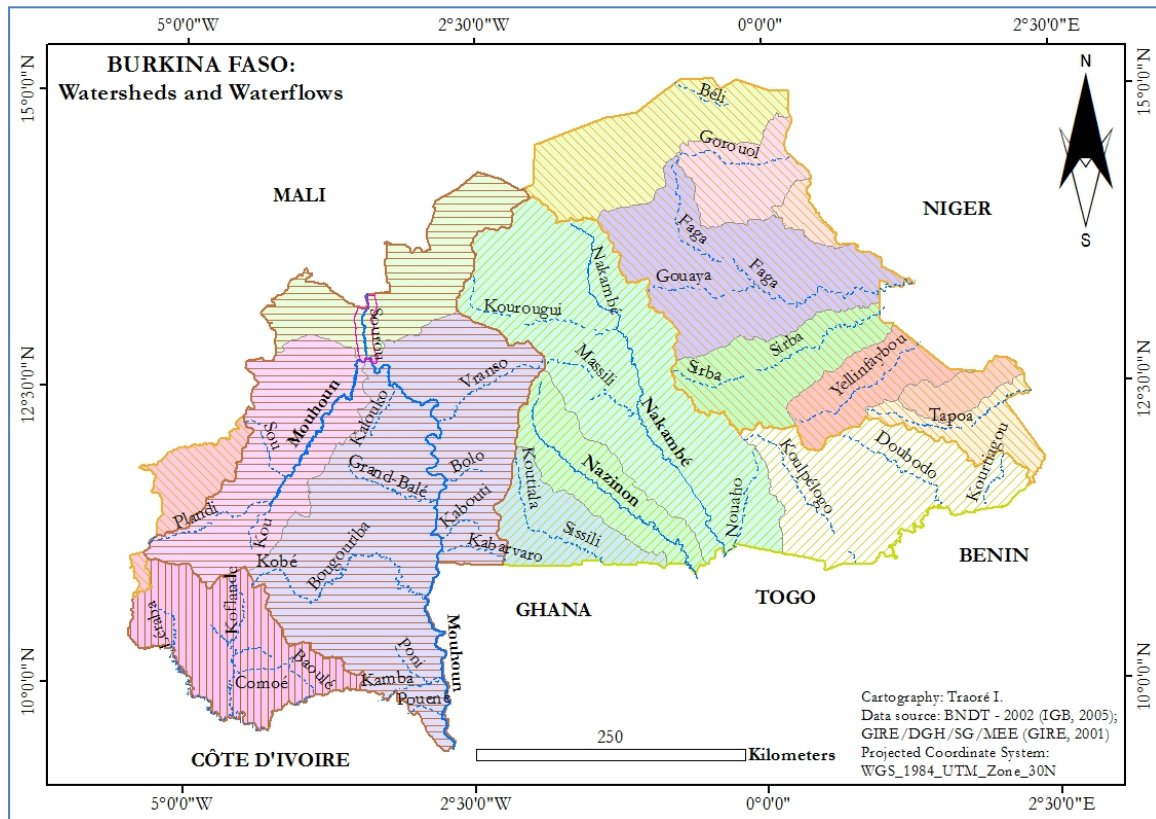 5°0'0"W
2°30'0"W
0°0'0"
2°30'0"E
15°0'0"N
15°0'0"N
BURKINA FASO:
Watersheds and Waterflows
N
S
MALI
NIGER
Béli
Gorouol
Faga
Faga
Gouaya
Nakambé
Kourougui
Sourou
Sirba
Sirba
Massili
Vranso
Yellinfaybou
12°30'0"N
12°30'0"N
Mouhoun
Kalouko
Tapoa
Nakambé
Sou
Grand-Balé
Bolo
Kouttiala
Nazinon
Koulpélogo
Doubodo
Kourtiagou
Plandi
Kou
Kabouti
Nouaho
Sissili
Kobé
Bougouriba
Kabarvaro
BENIN
GHANA
TOGO
Léraba
Koflande
Comoé
Baoulé
Poni
Mouhoun
Kamba
Pouene
10°0'0"N
10°0'0"N
CÔTE D'IVOIRE
250
Kilometers
Cartography: Traoré I.
Data source: BNDT - 2002 (IGB, 2005);
GIRE/DGH/SG/MEE (GIRE, 2001)
Projected Coordinate System:
WGS_1984_UTM_Zone_30N
5°0'0"W
2°30'0"W
0°0'0"
2°30'0"E